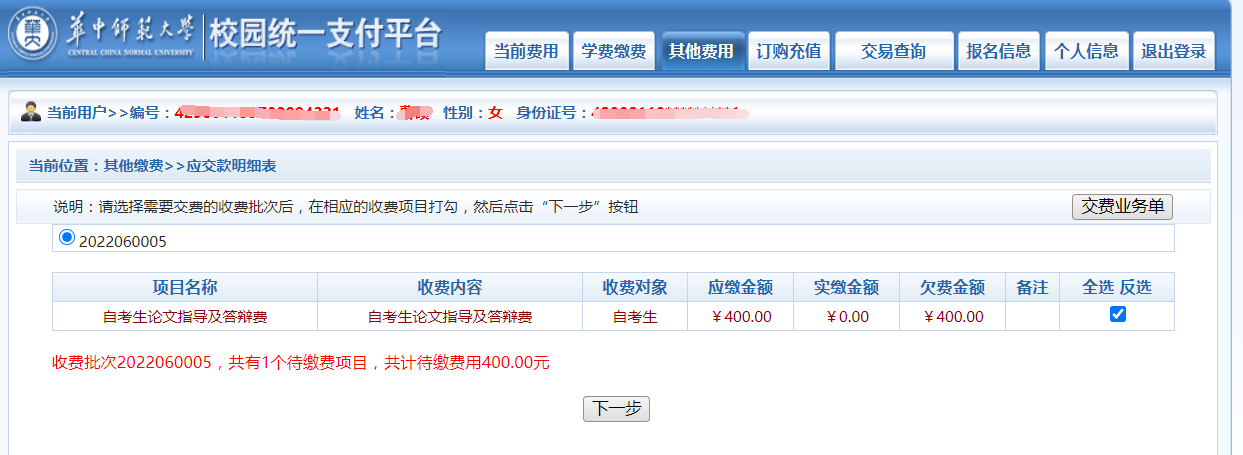 华中师范大学 校园统一支付平台
CENTRAL CHINA NORMAL UNIVERSITY
当前费用 学费缴费 其他费用 订购充值 交易查询 报名信息 个人信息 退出登录
当前用户>>编号： 姓名： 性别：女 身份证号：
当前位置：其他缴费>>应交款明细表
说明：请选择需要交费的收费批次后，在相应的收费项目打勾，然后点击“下一步”按钮 交费业务单
2022060005
项目名称 收费内容 收费对象 应缴金额 实缴金额 欠费金额 备注 全选 反选
自考生论文指导及答辩费 自考生论文指导及答辩费 自考生 ￥400.00 ￥0.00 ￥400.00
收费批次2022060005，共有1个待缴费项目，共计待缴费用400.00元
下一步